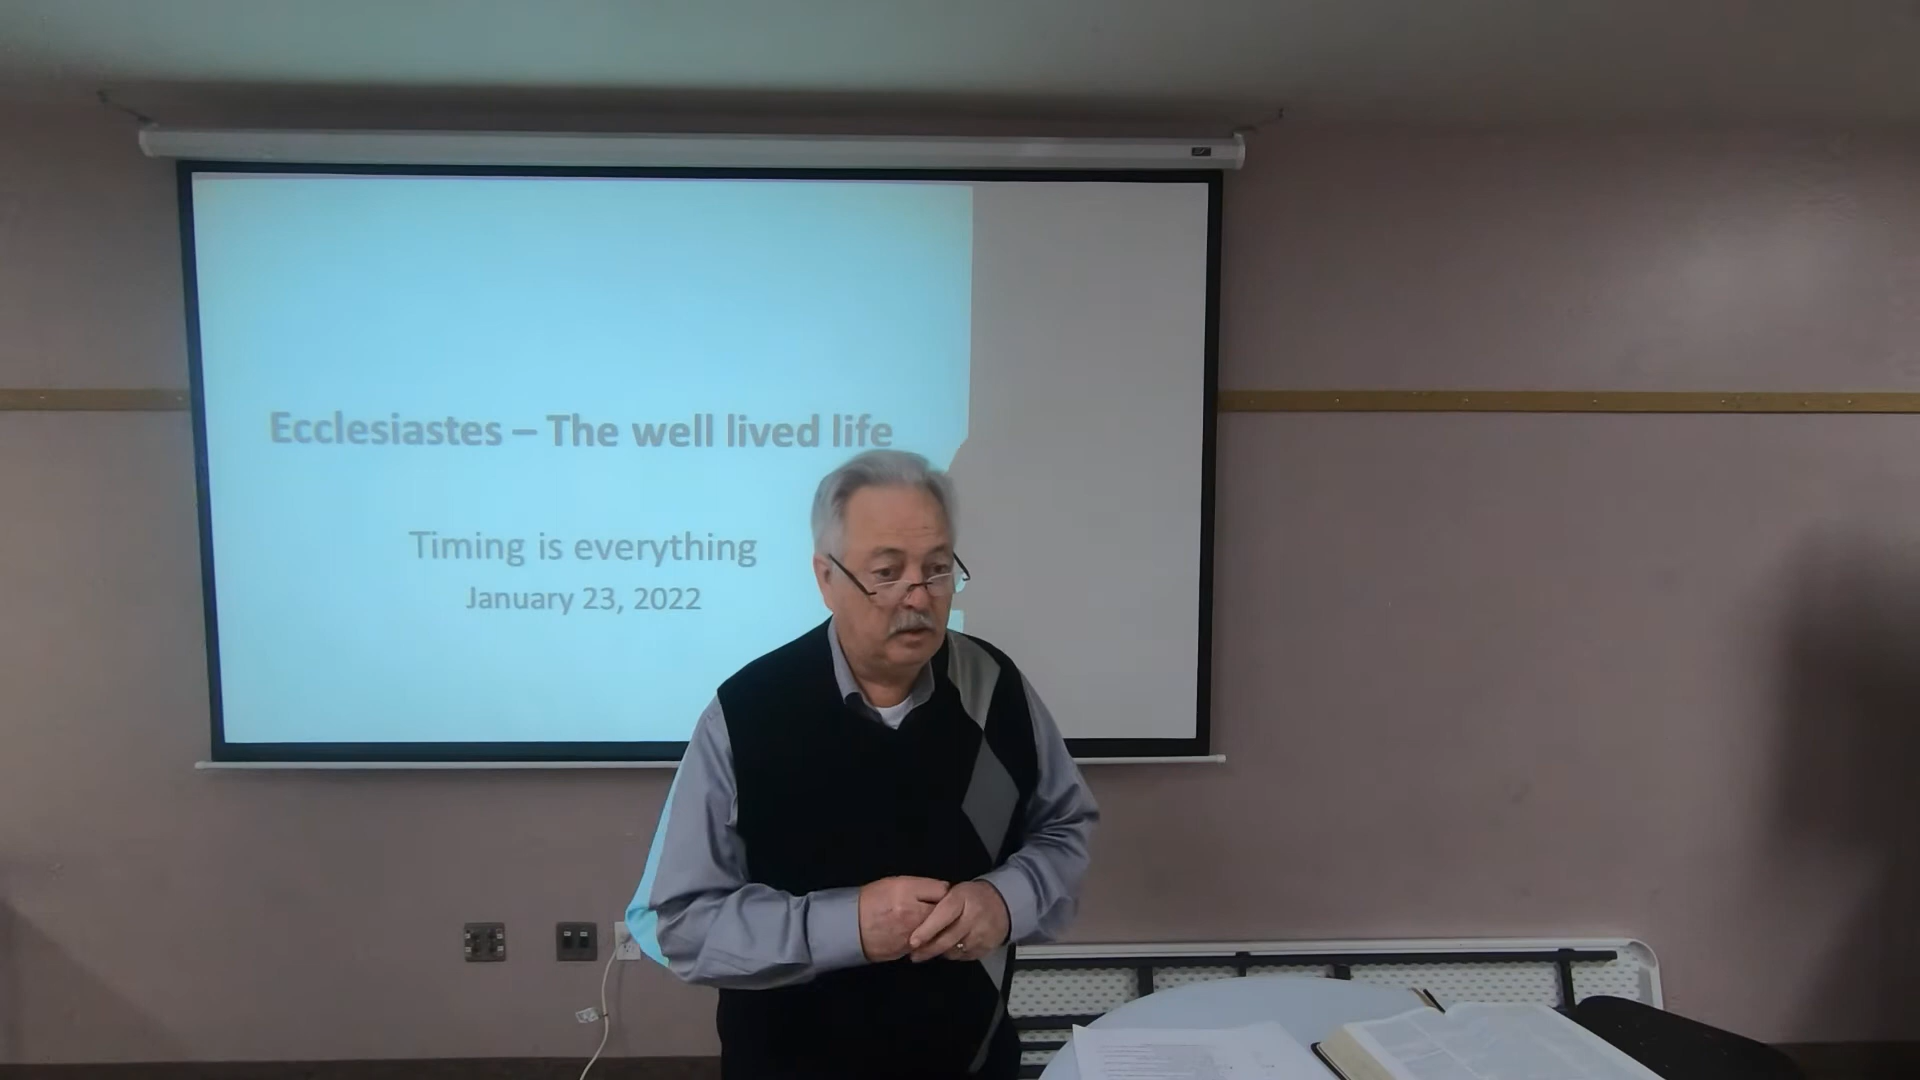 Ecclesiastes – The well lived life
Timing is everything
January 23, 2022